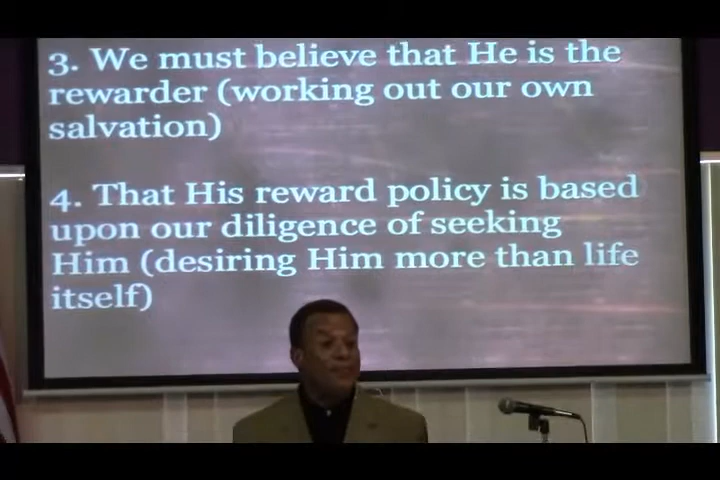 3. We must believe that He is the
rewarder (working out our own
salvation)
4. That His reward policy is based
upon our diligence of seeking
Him (desiring Him more than life
itself)